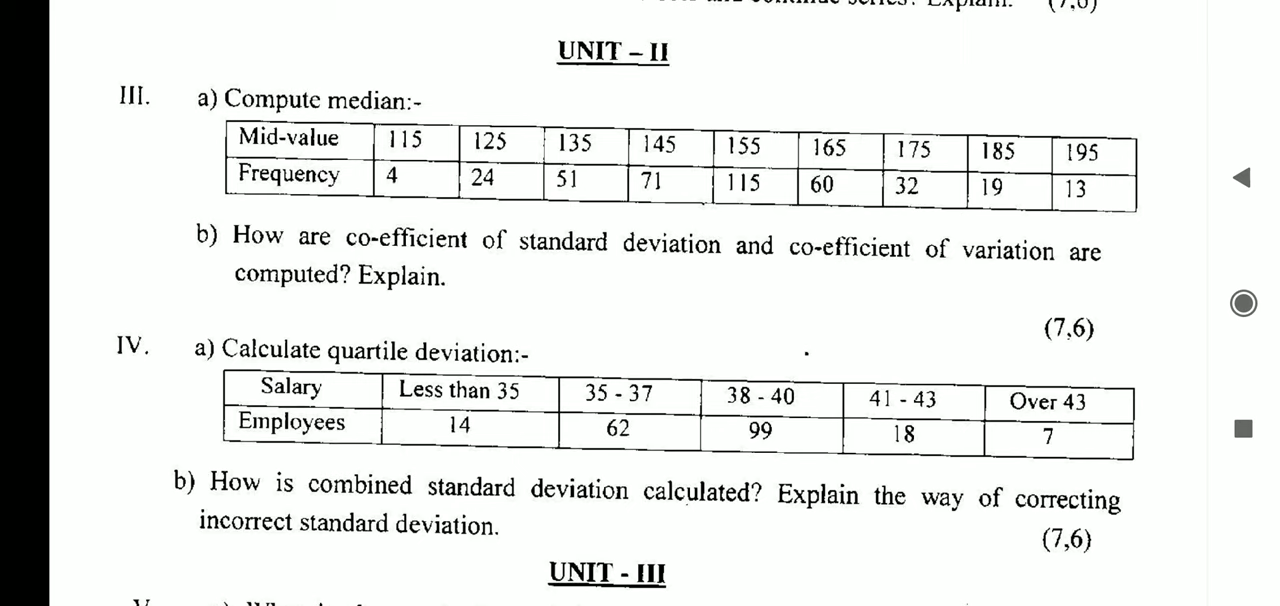 series? Explain. (7,6)
UNIT – II
III. a) Compute median:-
Mid-value 115 125 135 145 155 165 175 185 195
Frequency 4 24 51 71 115 60 32 19 13
b) How are co-efficient of standard deviation and co-efficient of variation are
computed? Explain.
(7,6)
IV. a) Calculate quartile deviation:-
Salary Less than 35 35 - 37 38 - 40 41 - 43 Over 43
Employees 14 62 99 18 7
b) How is combined standard deviation calculated? Explain the way of correcting
incorrect standard deviation.
(7,6)
UNIT - III